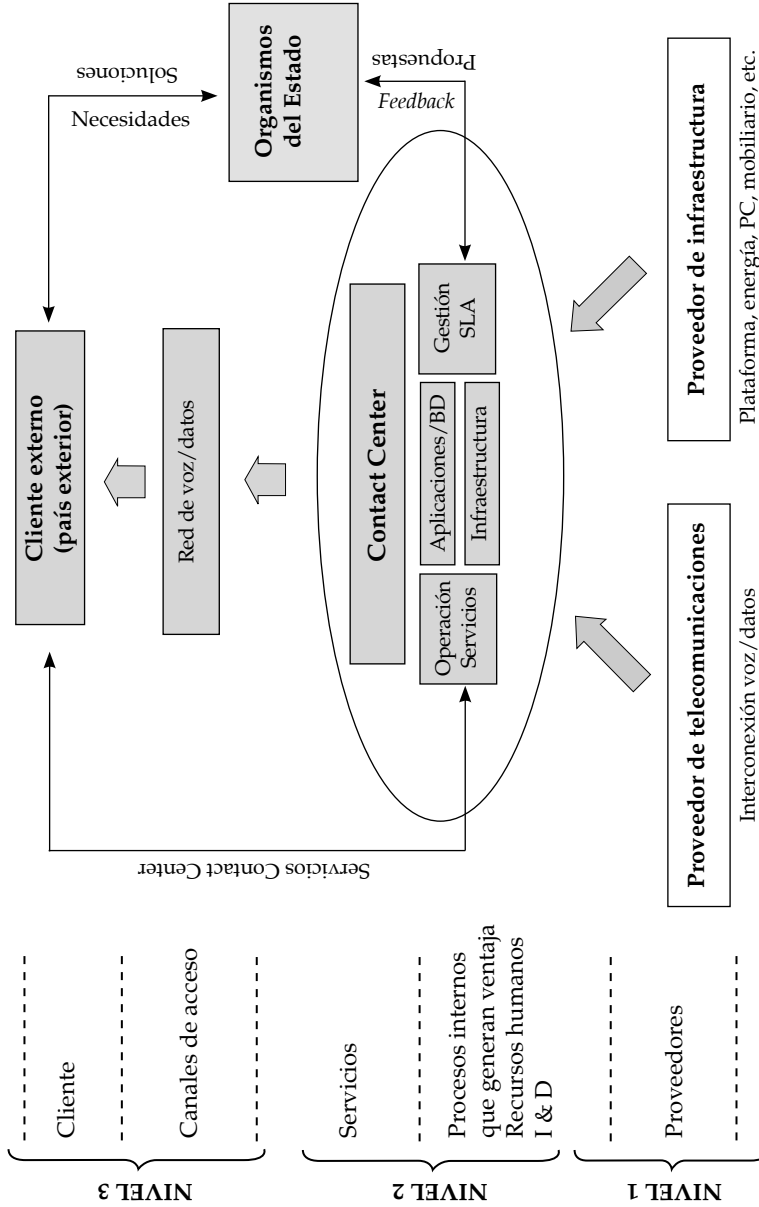 NIVEL 3
Cliente
Canales de acceso
NIVEL 2
Servicios
Procesos internos
que generan ventaja
Recursos humanos
I & D
NIVEL 1
Proveedores
Servicios Contact Center
Cliente externo
(país exterior)
Red de voz/datos
Soluciones
Necesidades
Organismos
del Estado
Propuestas
Feedback
Contact Center
Operación
Servicios
Aplicaciones/BD
Infraestructura
Gestión
SLA
Proveedor de telecomunicaciones
Interconexión voz/datos
Proveedor de infraestructura
Plataforma, energía, PC, mobiliario, etc.